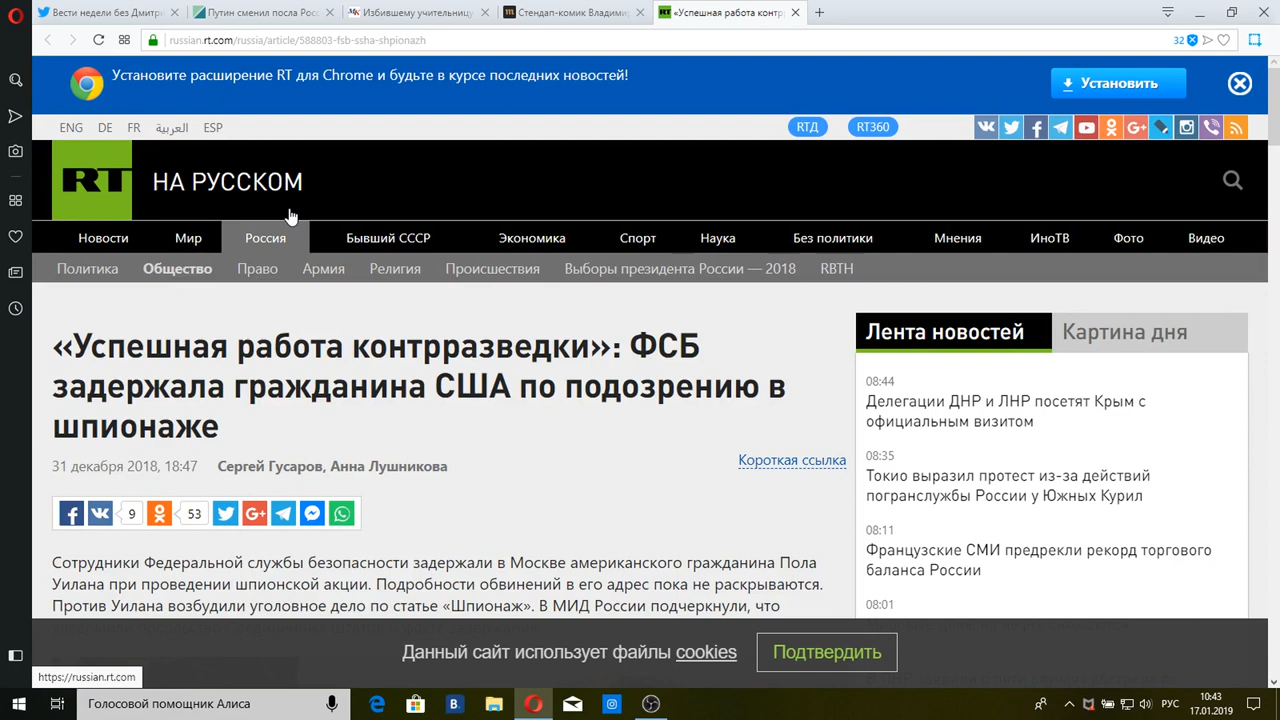 Вести недели без Дмитр
Путин сменил посла Рос
Избившему учительницу
Стендап-комик Владими
«Успешная работа контр
russian.rt.com/russia/article/588803-fsb-ssha-shpionazh
32
Установите расширение RT для Chrome и будьте в курсе последних новостей!
Установить
ENG DE FR العربية ESP
RTД RT360
RT НА РУССКОМ
Новости Мир Россия Бывший СССР Экономика Спорт Наука Без политики Мнения ИноТВ Фото Видео
Политика Общество Право Армия Религия Происшествия Выборы президента России — 2018 RBTH
«Успешная работа контрразведки»: ФСБ
задержала гражданина США по подозрению в
шпионаже
31 декабря 2018, 18:47 Сергей Гусаров, Анна Лушникова
Короткая ссылка
9 53
Сотрудники Федеральной службы безопасности задержали в Москве американского гражданина Пола
Уилана при проведении шпионской акции. Подробности обвинений в его адрес пока не раскрываются.
Против Уилана возбудили уголовное дело по статье «Шпионаж». В МИД России подчеркнули, что
Лента новостей Картина дня
08:44
Делегации ДНР и ЛНР посетят Крым с
официальным визитом
08:35
Токио выразил протест из-за действий
погранслужбы России у Южных Курил
08:11
Французские СМИ предрекли рекорд торгового
баланса России
08:01
Данный сайт использует файлы cookies
Подтвердить
https://russian.rt.com
Голосовой помощник Алиса
10:43
17.01.2019